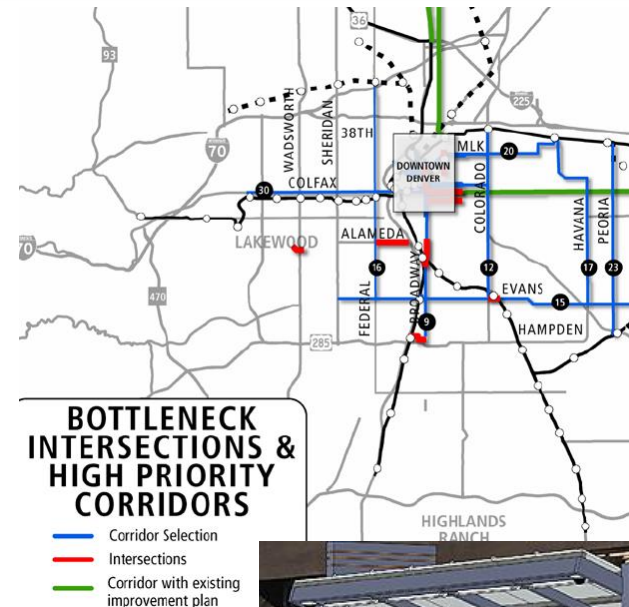 36
93
225
70
WADSWORTH
SHERIDAN
38TH
DOWNTOWN
DENVER
MLK
20
30
COLFAX
COLORADO
HAVANA
PEORIA
LAKEWOOD
ALAMEDA
70
470
16
FEDERAL
BROADWAY
12
EVANS
17
23
15
9
HAMPDEN
285
BOTTLENECK
INTERSECTIONS &
HIGH PRIORITY
CORRIDORS
HIGHLANDS
RANCH
Corridor Selection
Intersections
Corridor with existing
improvement plan